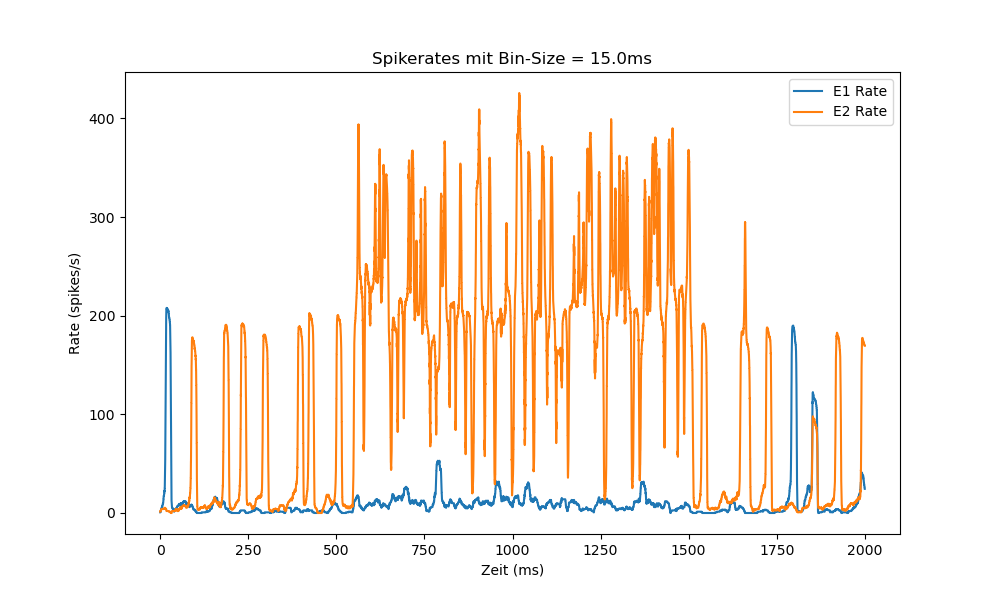 Spikerates mit Bin-Size = 15.0ms
E1 Rate
E2 Rate
Rate (spikes/s)
400
300
200
100
0
0 250 500 750 1000 1250 1500 1750 2000
Zeit (ms)